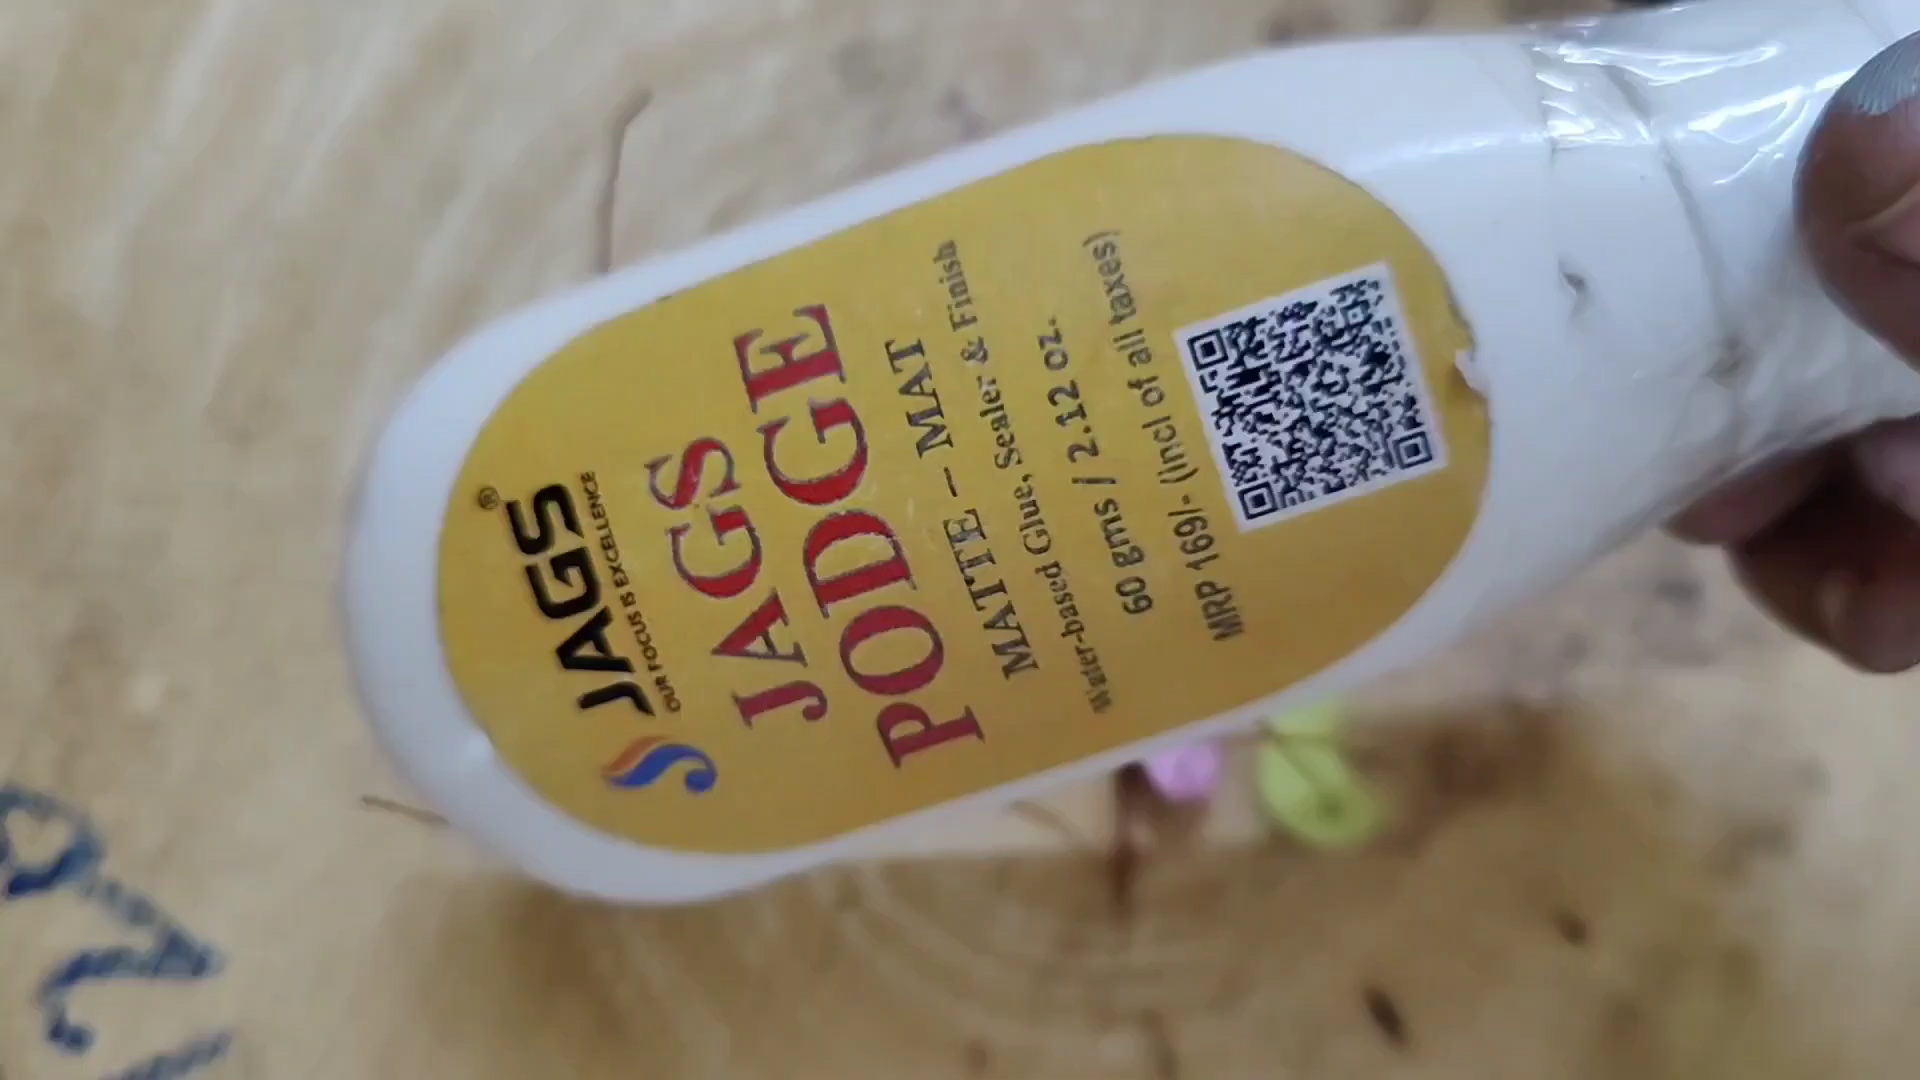 JAGS®
OUR FOCUS IS EXCELLENCE
JAGS
PODGE
MATTE – MAT
Water-based Glue, Sealer & Finish
60 gms / 2.12 oz.
MRP 169/. (Incl of all taxes)